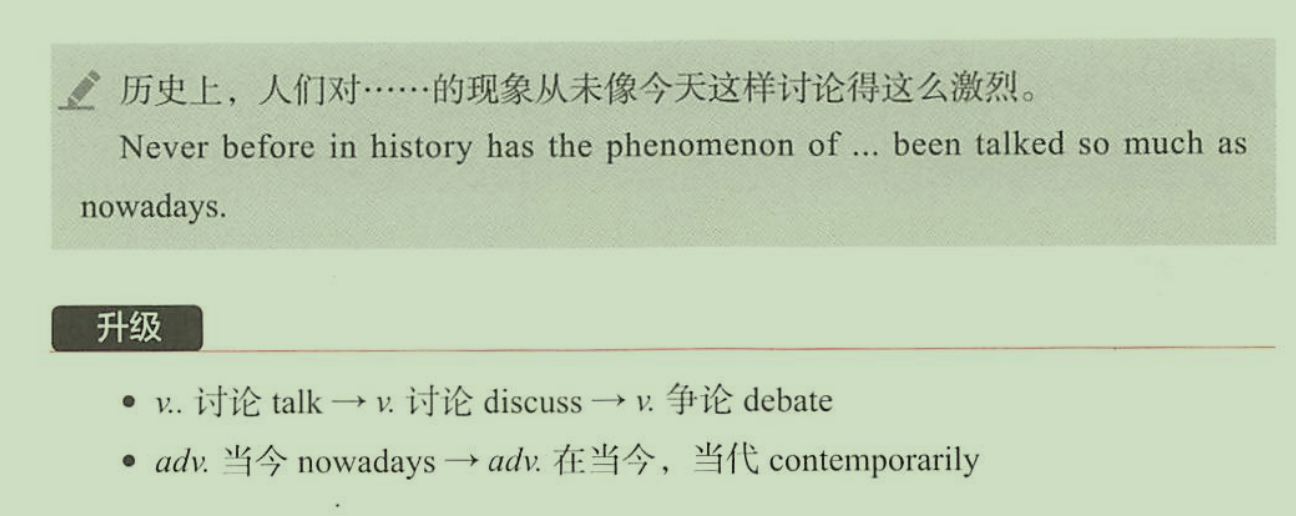 历史上，人们对……的现象从未像今天这样讨论得这么激烈。
Never before in history has the phenomenon of ... been talked so much as
nowadays.
升级
• v.. 讨论 talk → v. 讨论 discuss → v. 争论 debate
• adv. 当今 nowadays → adv. 在当今，当代 contemporarily